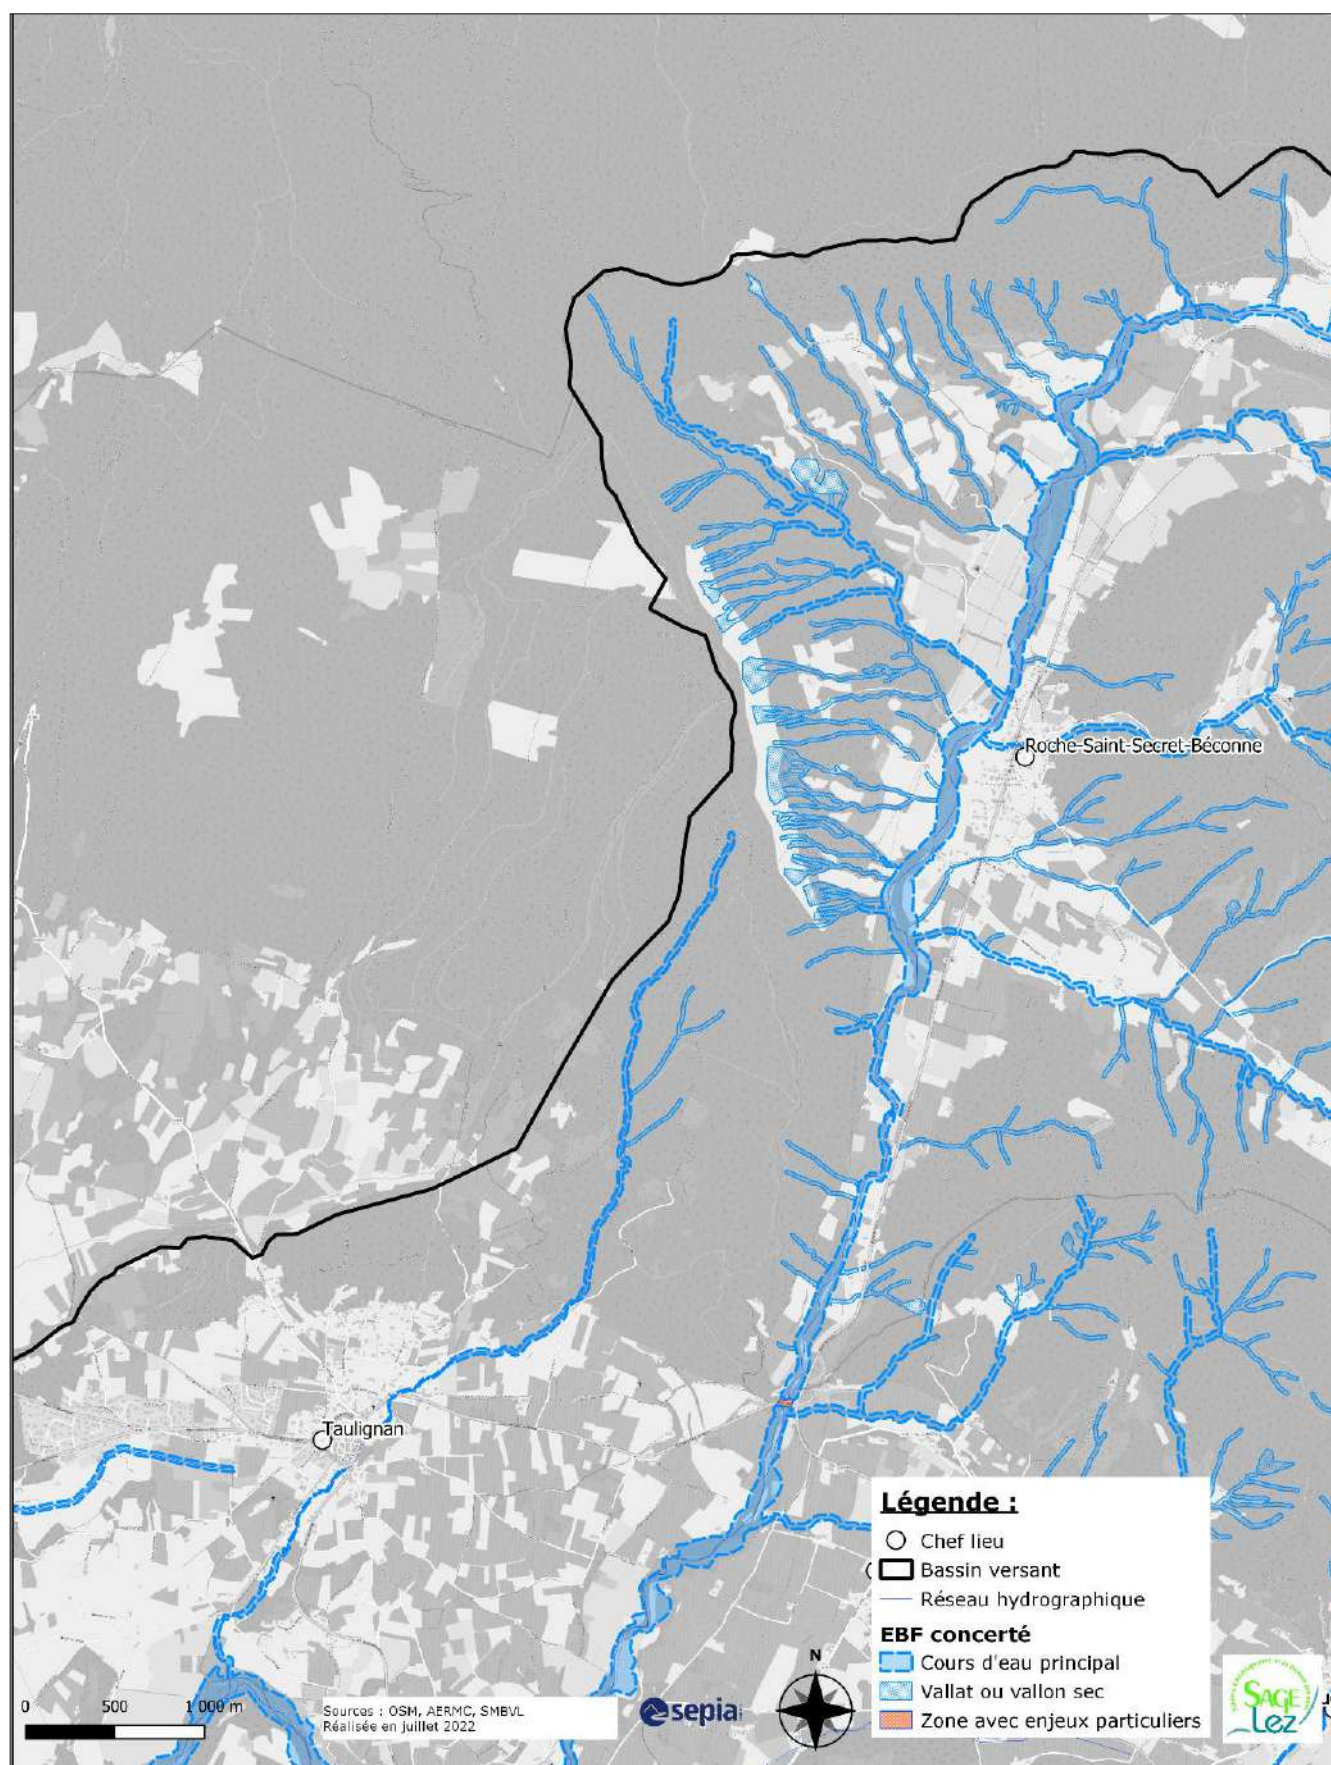 Roche-Saint-Secret-Béconne
Taulignan
Légende :
Chef lieu
Bassin versant
Réseau hydrographique
EBF concerté
Cours d'eau principal
Vallat ou vallon sec
Zone avec enjeux particuliers
0 500 1 000 m
Sources : OSM, AERMC, SMBVL
Réalisée en juillet 2022
sepia
N
SAGE
Lez